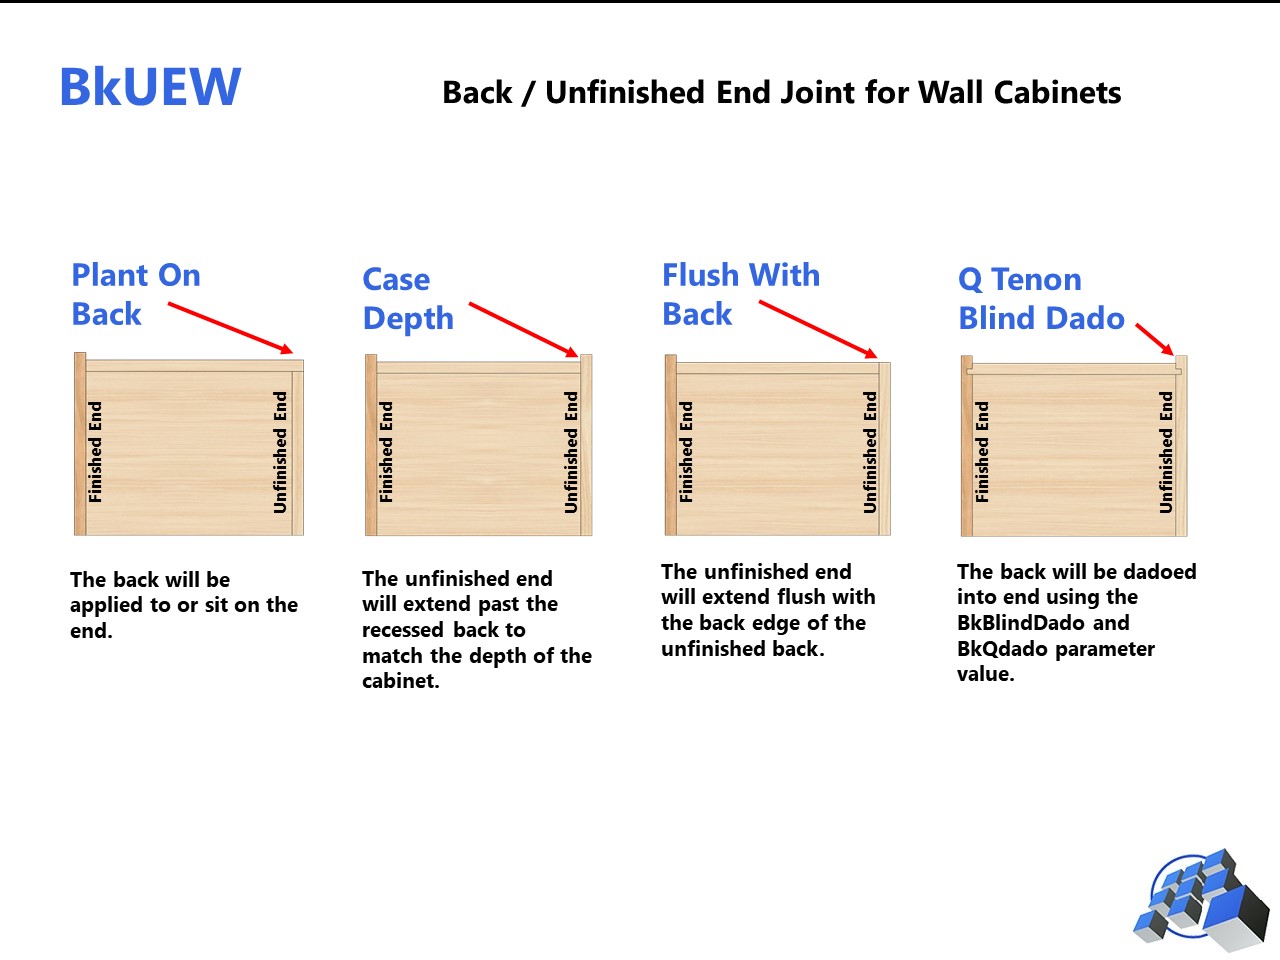 BkUEW
Back / Unfinished End Joint for Wall Cabinets
Plant On
Back
Finished End
Unfinished End
The back will be
applied to or sit on the
end.
Case
Depth
Finished End
Unfinished End
The unfinished end
will extend past the
recessed back to
match the depth of the
cabinet.
Flush With
Back
Finished End
Unfinished End
The unfinished end
will extend flush with
the back edge of the
unfinished back.
Q Tenon
Blind Dado
Finished End
Unfinished End
The back will be dadoed
into end using the
BkBlindDado and
BkQdado parameter
value.